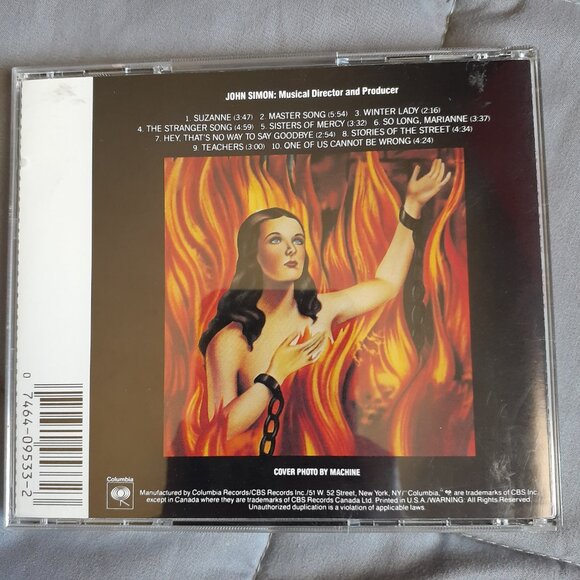 JOHN SIMON: Musical Director and Producer
1. SUZANNE (3:47) 2. MASTER SONG (5:54) 3. WINTER LADY (2:16)
4. THE STRANGER SONG (4:59) 5. SISTERS OF MERCY (3:32) 6. SO LONG, MARIANNE (3:37)
7. HEY, THAT'S NO WAY TO SAY GOODBYE (2:54) 8. STORIES OF THE STREET (4:34)
9. TEACHERS (3:00) 10. ONE OF US CANNOT BE WRONG (4:24)
0 7464-09533-2
COVER PHOTO BY MACHINE
Columbia
Manufactured by Columbia Records/CBS Records Inc./51 W. 52 Street, New York, NY/"Columbia," are trademarks of CBS Inc.
except in Canada where they are trademarks of CBS Records Canada Ltd. Printed in U.S.A./WARNING: All Rights Reserved.
Unauthorized duplication is a violation of applicable laws.